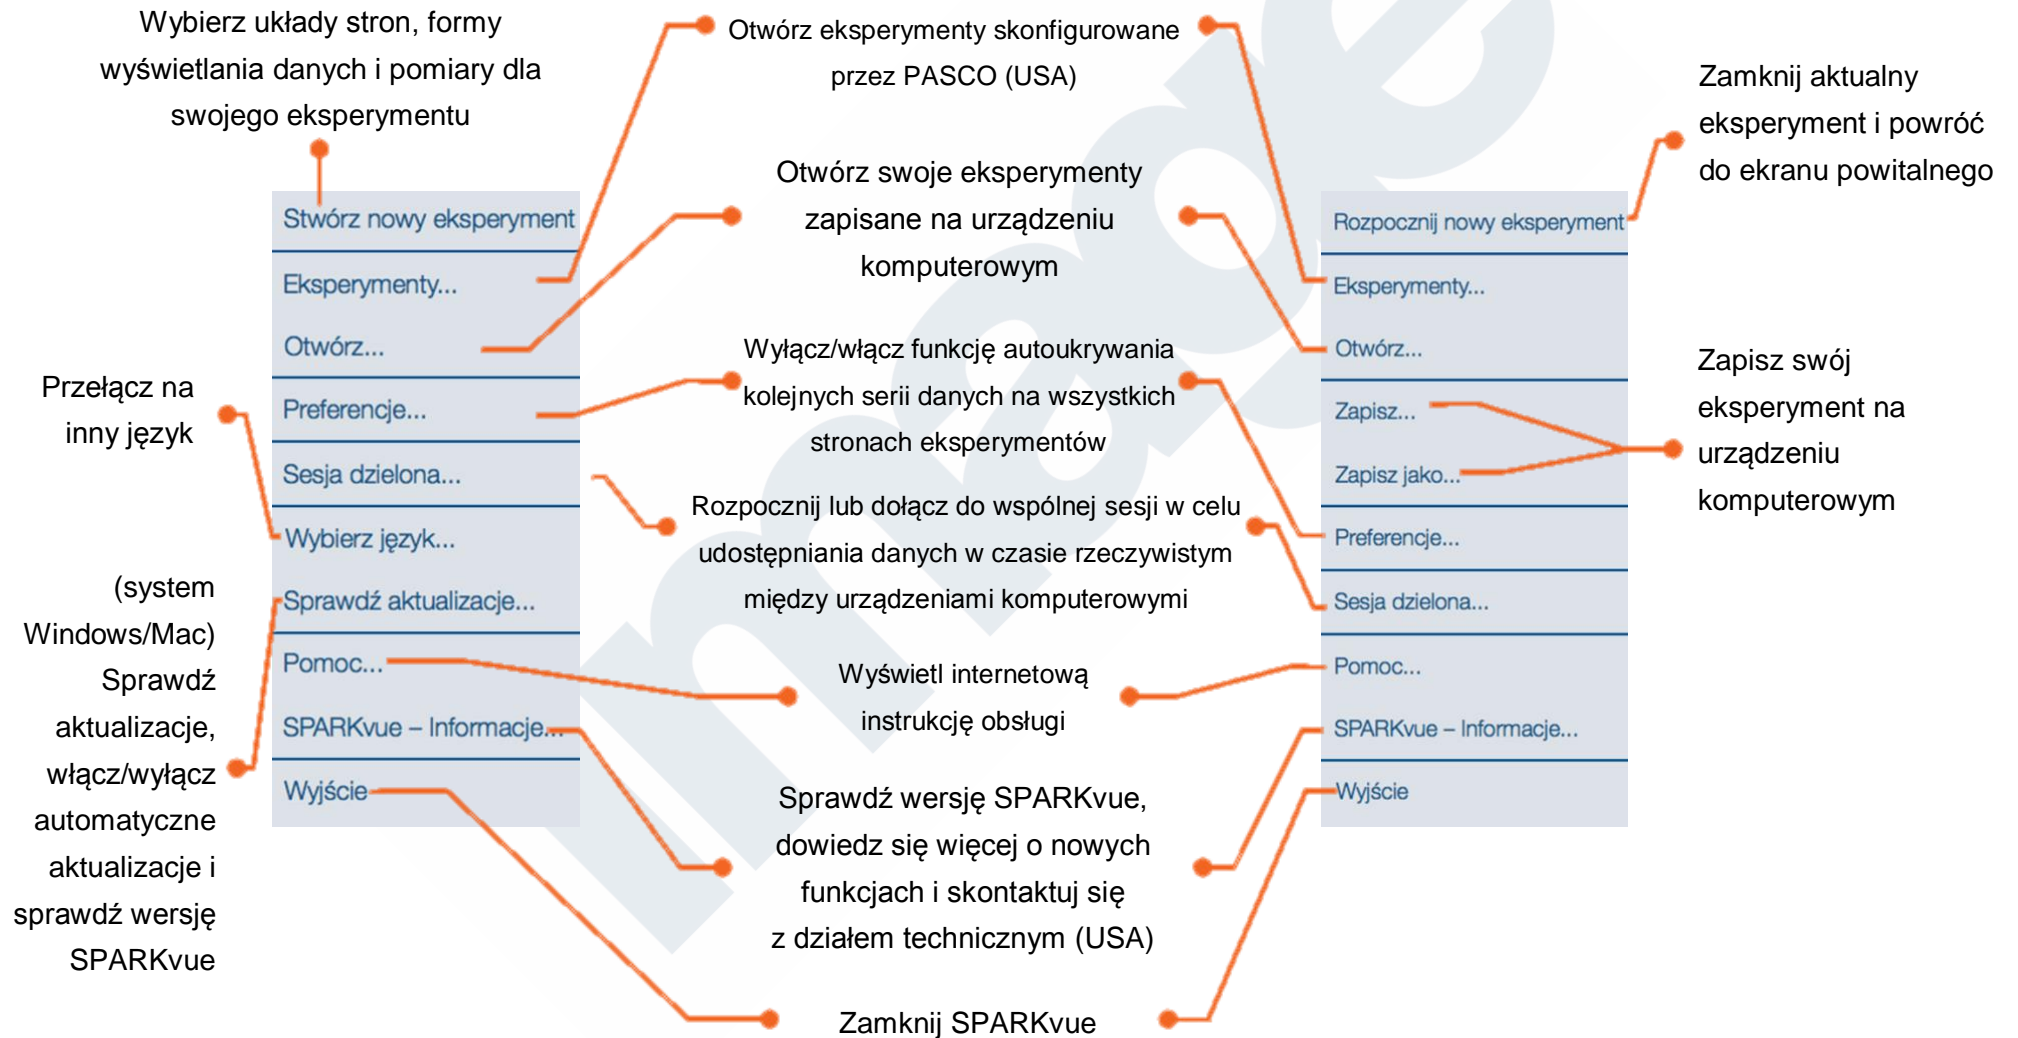 Wybierz układy stron, formy
wyświetlania danych i pomiary dla
swojego eksperymentu
Otwórz eksperymenty skonfigurowane
przez PASCO (USA)
Zamknij aktualny
eksperyment i powróć
do ekranu powitalnego
Otwórz swoje eksperymenty
zapisane na urządzeniu
komputerowym
Stwórz nowy eksperyment
Eksperymenty...
Otwórz...
Preferencje...
Sesja dzielona...
Wybierz język...
Sprawdź aktualizacje...
Pomoc...
SPARKvue – Informacje...
Wyjście
Przełącz na
inny język
(system
Windows/Mac)
Sprawdź
aktualizacje,
włącz/wyłącz
automatyczne
aktualizacje i
sprawdź wersję
SPARKvue
Wyłącz/włącz funkcję autoukrywania
kolejnych serii danych na wszystkich
stronach eksperymentów
Rozpocznij lub dołącz do wspólnej sesji w celu
udostępniania danych w czasie rzeczywistym
między urządzeniami komputerowymi
Wyświetl internetową
instrukcję obsługi
Sprawdź wersję SPARKvue,
dowiedz się więcej o nowych
funkcjach i skontaktuj się
z działem technicznym (USA)
Zamknij SPARKvue
Rozpocznij nowy eksperyment
Eksperymenty...
Otwórz...
Zapisz...
Zapisz jako...
Preferencje...
Sesja dzielona...
Pomoc...
SPARKvue – Informacje...
Wyjście
Zapisz swój
eksperyment na
urządzeniu
komputerowym